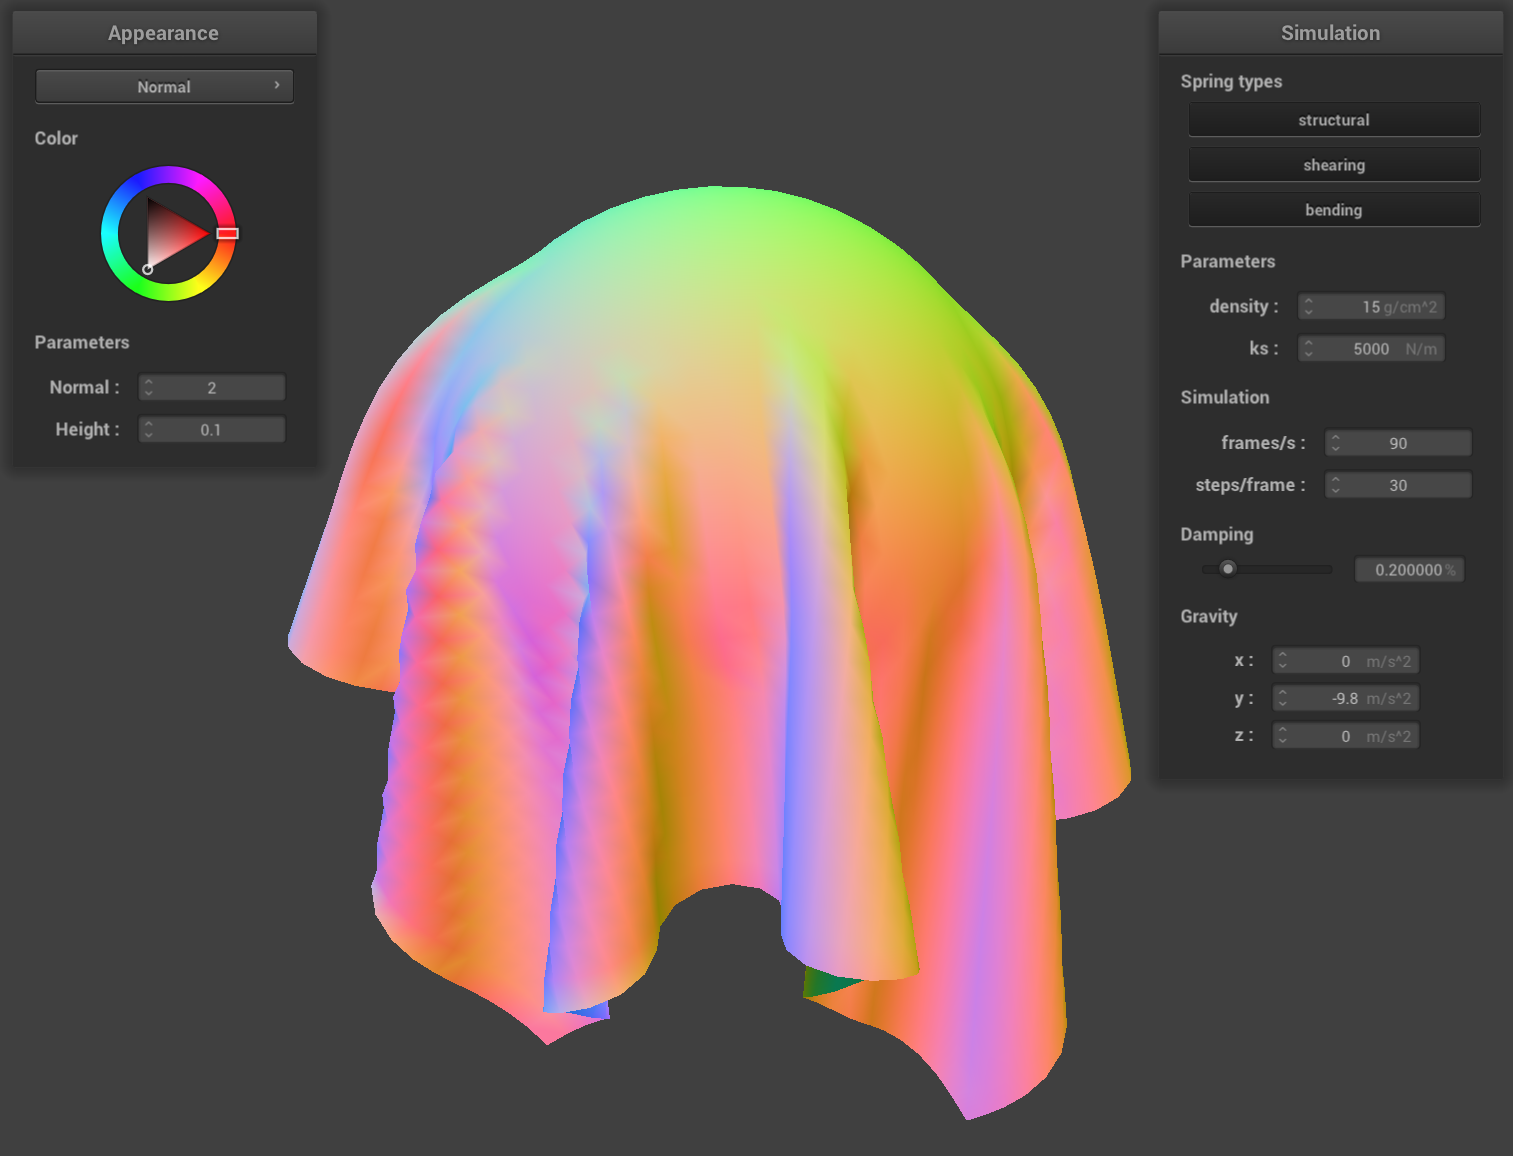 Appearance
Normal
Color
Parameters
Normal : 2
Height : 0.1
Simulation
Spring types
structural
shearing
bending
Parameters
density : 15 g/cm^2
ks : 5000 N/m
Simulation
frames/s : 90
steps/frame : 30
Damping
0.200000 %
Gravity
x : 0 m/s^2
y : -9.8 m/s^2
z : 0 m/s^2